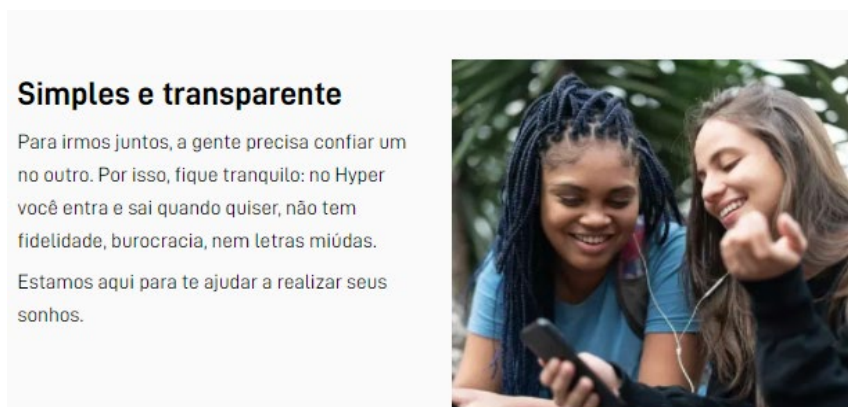 Simples e transparente
Para irmos juntos, a gente precisa confiar um
no outro. Por isso, fique tranquilo: no Hyper
você entra e sai quando quiser, não tem
fidelidade, burocracia, nem letras miúdas.
Estamos aqui para te ajudar a realizar seus
sonhos.